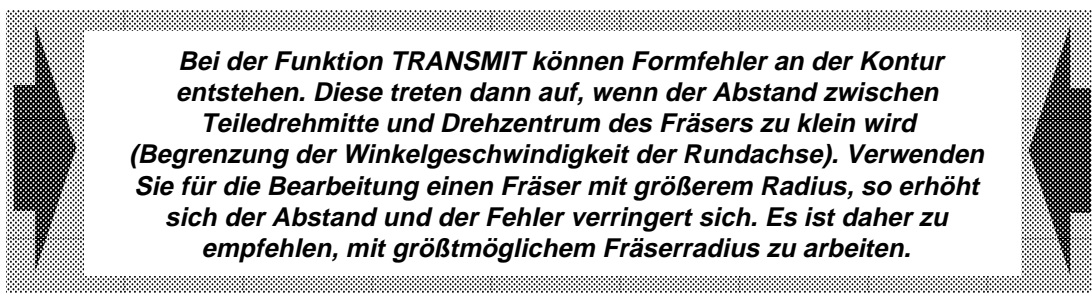 Bei der Funktion TRANSMIT können Formfehler an der Kontur
entstehen. Diese treten dann auf, wenn der Abstand zwischen
Teiledrehmitte und Drehzentrum des Fräsers zu klein wird
(Begrenzung der Winkelgeschwindigkeit der Rundachse). Verwenden
Sie für die Bearbeitung einen Fräser mit größerem Radius, so erhöht
sich der Abstand und der Fehler verringert sich. Es ist daher zu
empfehlen, mit größtmöglichem Fräserradius zu arbeiten.